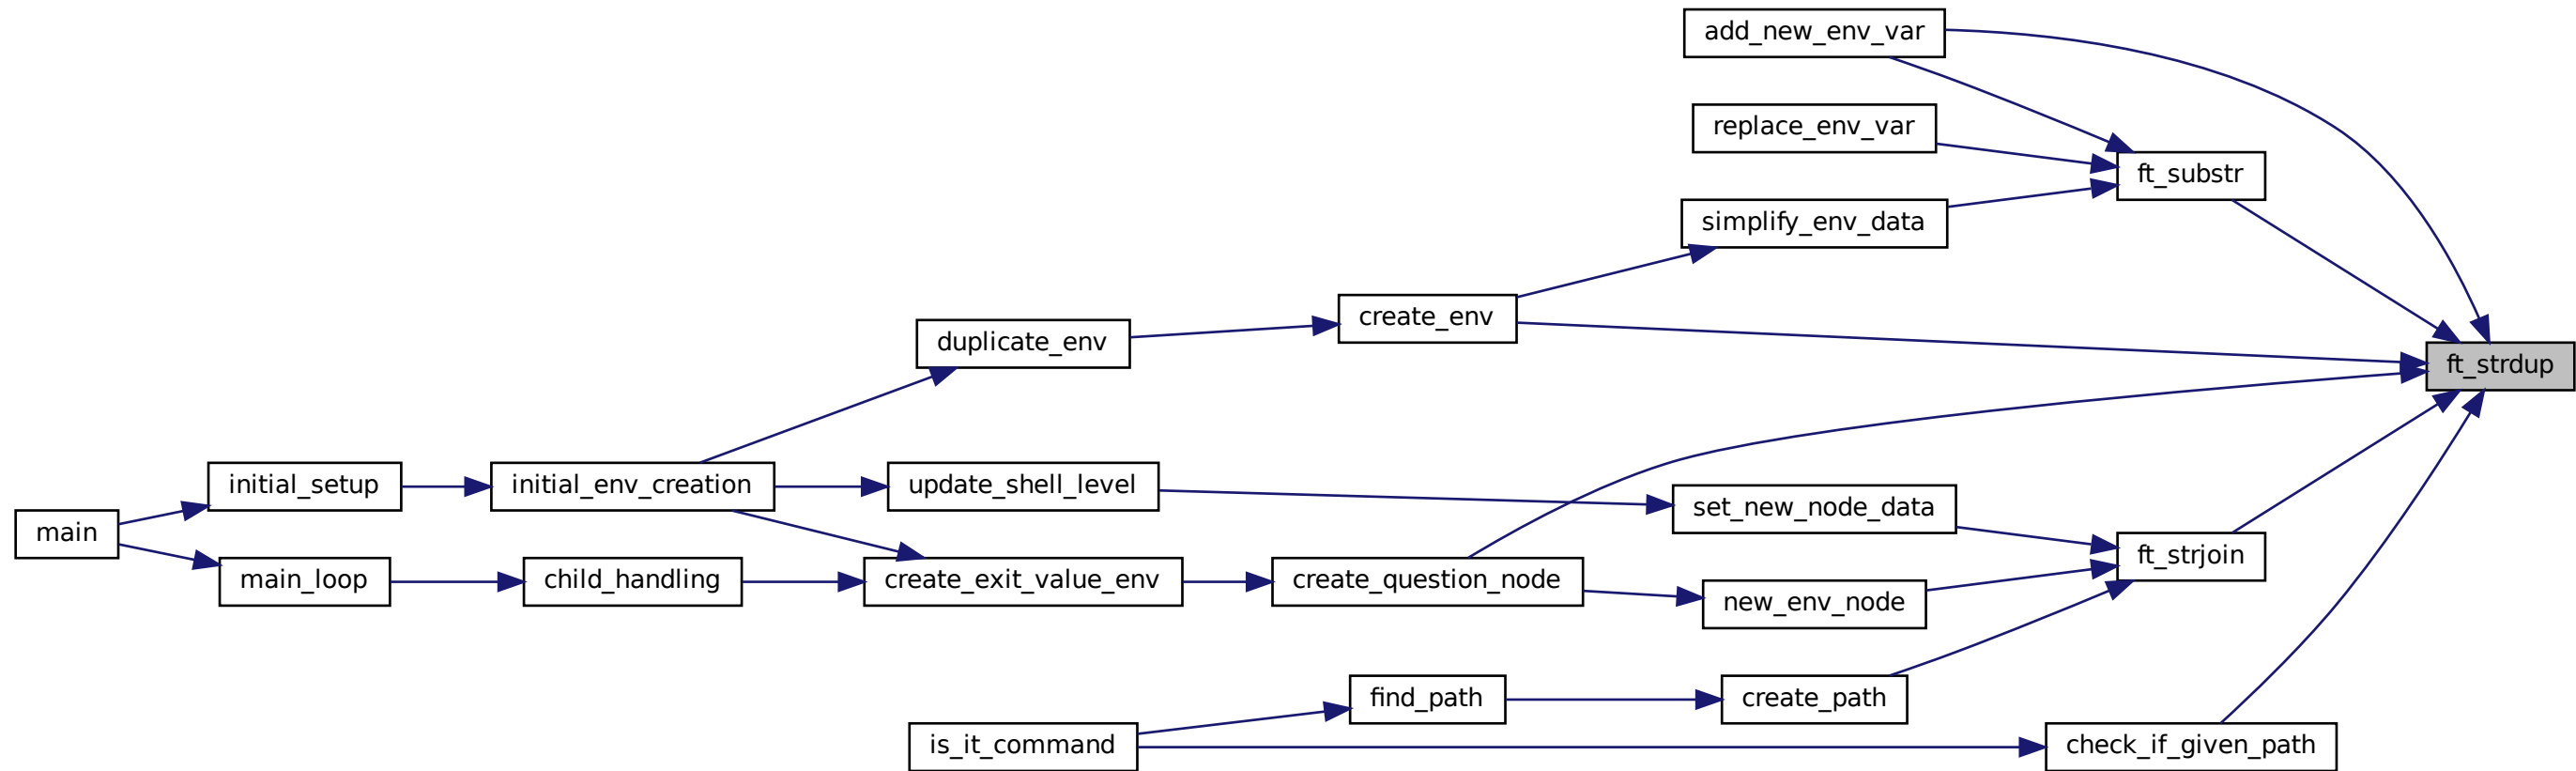 add_new_env_var
replace_env_var
ft_substr
simplify_env_data
create_env
duplicate_env
ft_strdup
initial_setup
initial_env_creation
update_shell_level
set_new_node_data
main
ft_strjoin
main_loop
child_handling
create_exit_value_env
create_question_node
new_env_node
find_path
create_path
is_it_command
check_if_given_path